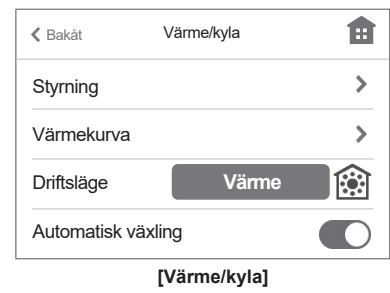 Bakåt Värme/kyla
Styrning
Värmekurva
Driftsläge Värme
Automatisk växling
[Värme/kyla]